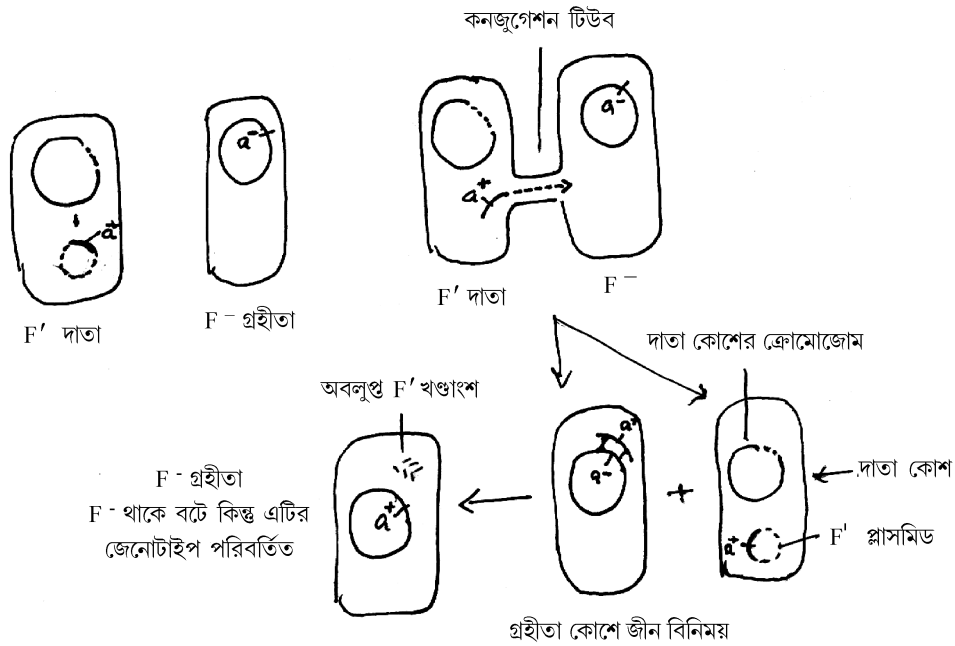 কনজুগেশন টিউব
a⁻
a⁻
a⁺
a⁺
F′ দাতা
F⁻ গ্রহীতা
F′ দাতা
F⁻
দাতা কোশের ক্রোমোজোম
অবলুপ্ত F′ খণ্ডাংশ
a⁺
a⁻
a⁺
a⁺
F⁻ গ্রহীতা
F⁻ থাকে বটে কিন্তু এটির
জেনোটাইপ পরিবর্তিত
+
দাতা কোশ
F′ প্লাসমিড
গ্রহীতা কোশে জীন বিনিময়